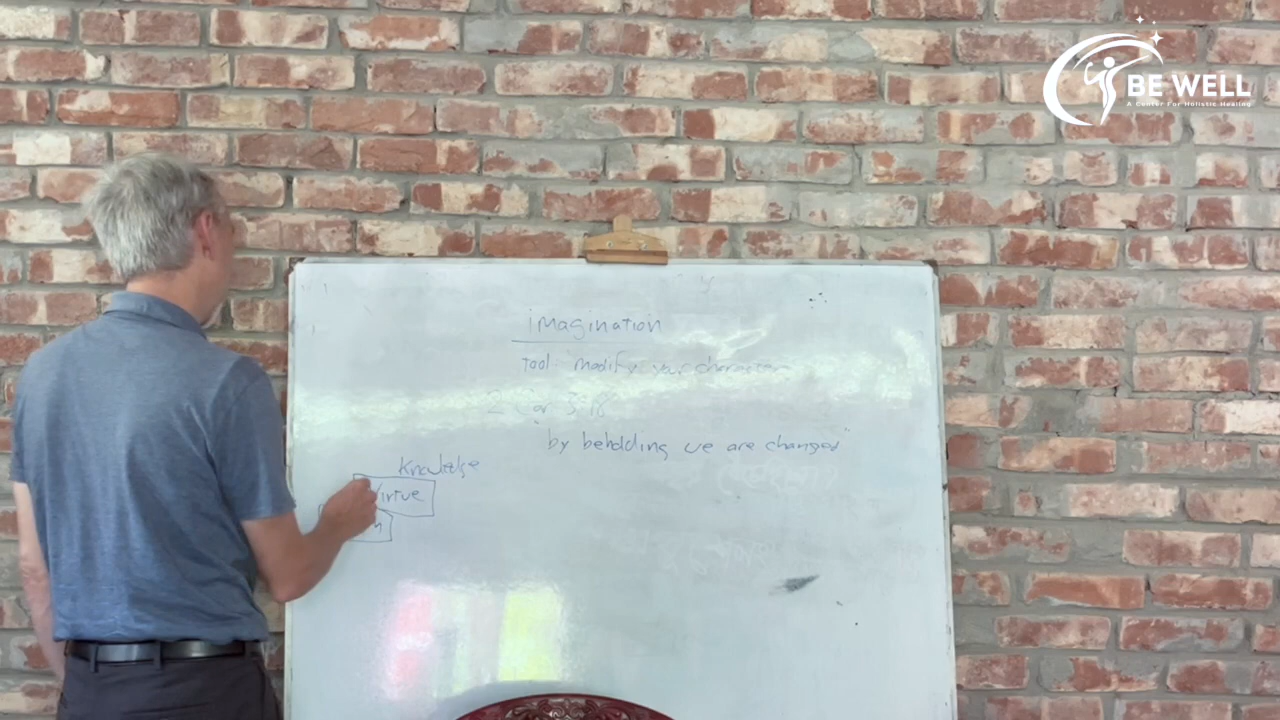 BE WELL
A Center For Holistic Healing
imagination
Tool modify your character
2 Cor 3:18
"by beholding we are changed"
Knowledge
Virtue